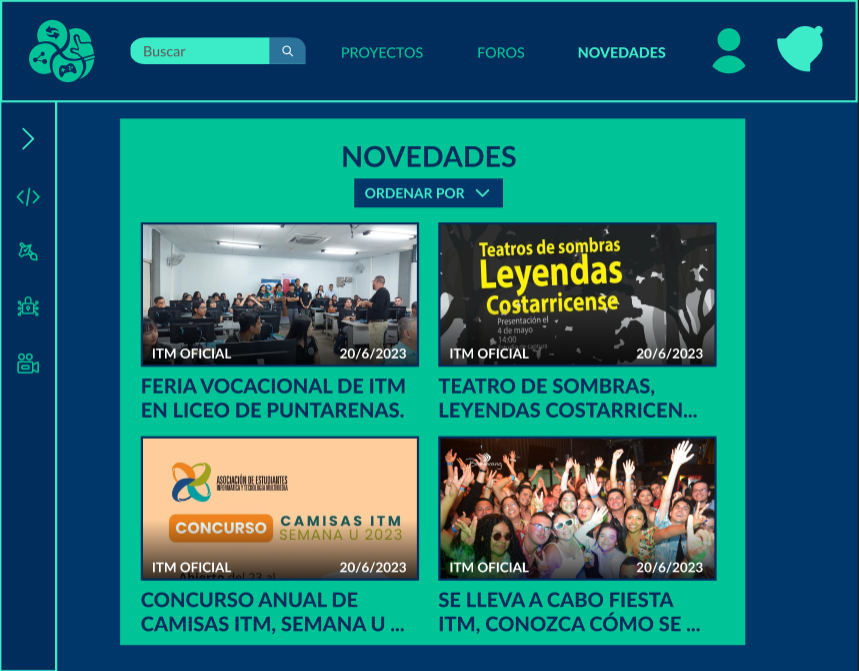 Buscar
PROYECTOS
FOROS
NOVEDADES
NOVEDADES
ORDENAR POR
ITM OFICIAL
20/6/2023
FERIA VOCACIONAL DE ITM
EN LICEO DE PUNTARENAS.
Teatros de sombras
Leyendas
Costarricense
Presentación el
4 de mayo
14:00
ITM OFICIAL
20/6/2023
TEATRO DE SOMBRAS,
LEYENDAS COSTARRICEN...
ASOCIACIÓN DE ESTUDIANTES
INFORMÁTICA Y TECNOLOGÍA MULTIMEDIA
CONCURSO
CAMISAS ITM
SEMANA U 2023
Abierto del 23 al
ITM OFICIAL
20/6/2023
CONCURSO ANUAL DE
CAMISAS ITM, SEMANA U ...
ITM OFICIAL
20/6/2023
SE LLEVA A CABO FIESTA
ITM, CONOZCA CÓMO SE ...